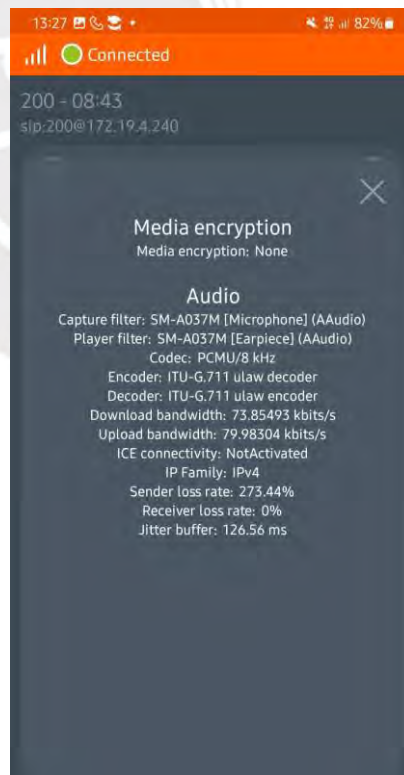 13:27 82%
Connected
200 - 08:43
sip:200@172.19.4.240
Media encryption
Media encryption: None
Audio
Capture filter: SM-A037M [Microphone] (AAudio)
Player filter: SM-A037M [Earpiece] (AAudio)
Codec: PCMU/8 kHz
Encoder: ITU-G.711 ulaw decoder
Decoder: ITU-G.711 ulaw encoder
Download bandwidth: 73.85493 kbits/s
Upload bandwidth: 79.98304 kbits/s
ICE connectivity: NotActivated
IP Family: IPv4
Sender loss rate: 273.44%
Receiver loss rate: 0%
Jitter buffer: 126.56 ms